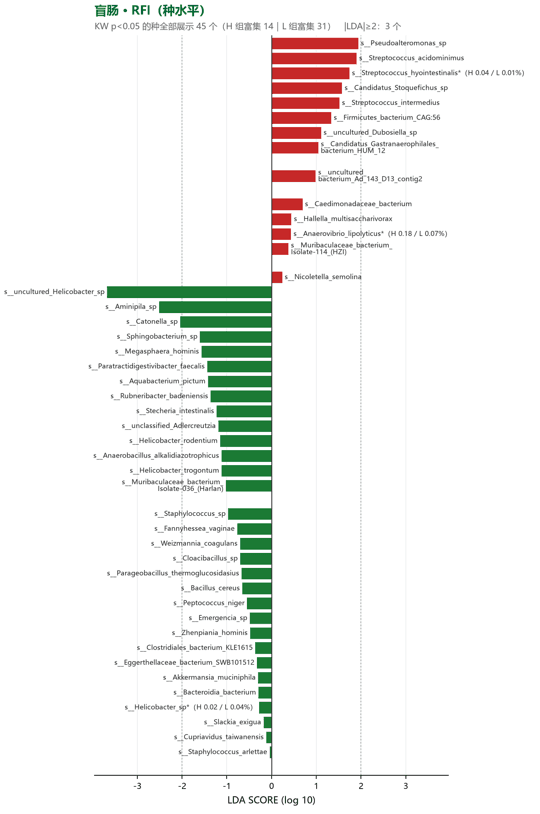 盲肠・RFI（种水平）
KW p<0.05 的种全部展示 45 个（H 组富集 14｜L 组富集 31）　|LDA|≥2：3 个
s__Pseudoalteromonas_sp
s__Streptococcus_acidominimus
s__Streptococcus_hyointestinalis*（H 0.04 / L 0.01%）
s__Candidatus_Stoquefichus_sp
s__Streptococcus_intermedius
s__Firmicutes_bacterium_CAG:56
s__uncultured_Dubosiella_sp
s__Candidatus_Gastranaerophilales_
bacterium_HUM_12
s__uncultured_
bacterium_Ad_143_D13_contig2
s__Caedimonadaceae_bacterium
s__Hallella_multisaccharivorax
s__Anaerovibrio_lipolyticus*（H 0.18 / L 0.07%）
s__Muribaculaceae_bacterium_
Isolate-114_(HZI)
s__Nicoletella_semolina
s__uncultured_Helicobacter_sp
s__Aminipila_sp
s__Catonella_sp
s__Sphingobacterium_sp
s__Megasphaera_hominis
s__Paratractidigestivibacter_faecalis
s__Aquabacterium_pictum
s__Rubneribacter_badeniensis
s__Stecheria_intestinalis
s__unclassified_Adlercreutzia
s__Helicobacter_rodentium
s__Anaerobacillus_alkalidiazotrophicus
s__Helicobacter_trogontum
s__Muribaculaceae_bacterium_
Isolate-036_(Harlan)
s__Staphylococcus_sp
s__Fannyhessea_vaginae
s__Weizmannia_coagulans
s__Cloacibacillus_sp
s__Parageobacillus_thermoglucosidasius
s__Bacillus_cereus
s__Peptococcus_niger
s__Emergencia_sp
s__Zhenpiania_hominis
s__Clostridiales_bacterium_KLE1615
s__Eggerthellaceae_bacterium_SWB101512
s__Akkermansia_muciniphila
s__Bacteroidia_bacterium
s__Helicobacter_sp*（H 0.02 / L 0.04%）
s__Slackia_exigua
s__Cupriavidus_taiwanensis
s__Staphylococcus_arlettae
-3 -2 -1 0 1 2 3
LDA SCORE (log 10)